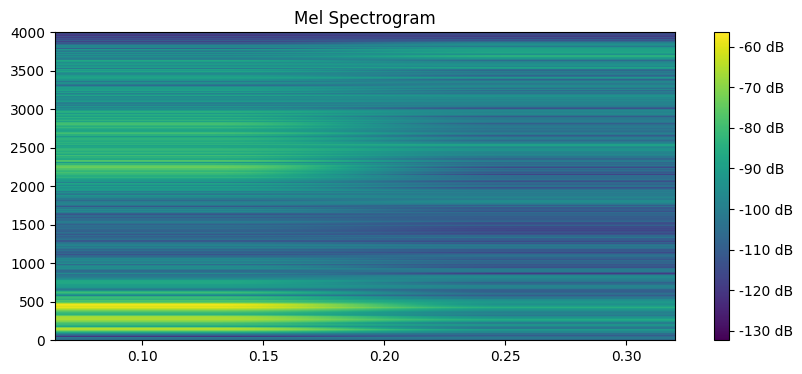 Mel Spectrogram
4000
3500
3000
2500
2000
1500
1000
500
0
0.10 0.15 0.20 0.25 0.30
-60 dB
-70 dB
-80 dB
-90 dB
-100 dB
-110 dB
-120 dB
-130 dB